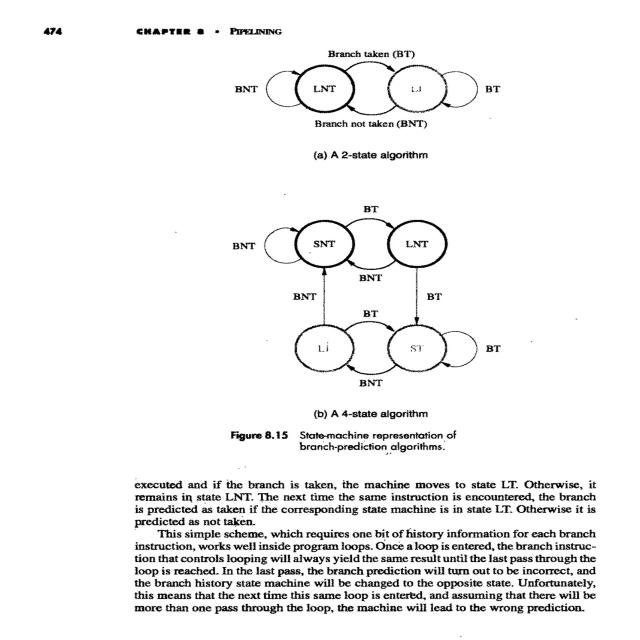 474 CHAPTER 8 • PIPELINING
Branch taken (BT)
BNT LNT BT
Branch not taken (BNT)
(a) A 2-state algorithm
BT
BNT SNT LNT
BNT
BNT BT
BT
ST BT
BNT
(b) A 4-state algorithm
Figure 8.15 State-machine representation of
branch-prediction algorithms.
executed and if the branch is taken, the machine moves to state LT. Otherwise, it
remains in state LNT. The next time the same instruction is encountered, the branch
is predicted as taken if the corresponding state machine is in state LT. Otherwise it is
predicted as not taken.
This simple scheme, which requires one bit of history information for each branch
instruction, works well inside program loops. Once a loop is entered, the branch instruc-
tion that controls looping will always yield the same result until the last pass through the
loop is reached. In the last pass, the branch prediction will turn out to be incorrect, and
the branch history state machine will be changed to the opposite state. Unfortunately,
this means that the next time this same loop is entered, and assuming that there will be
more than one pass through the loop, the machine will lead to the wrong prediction.